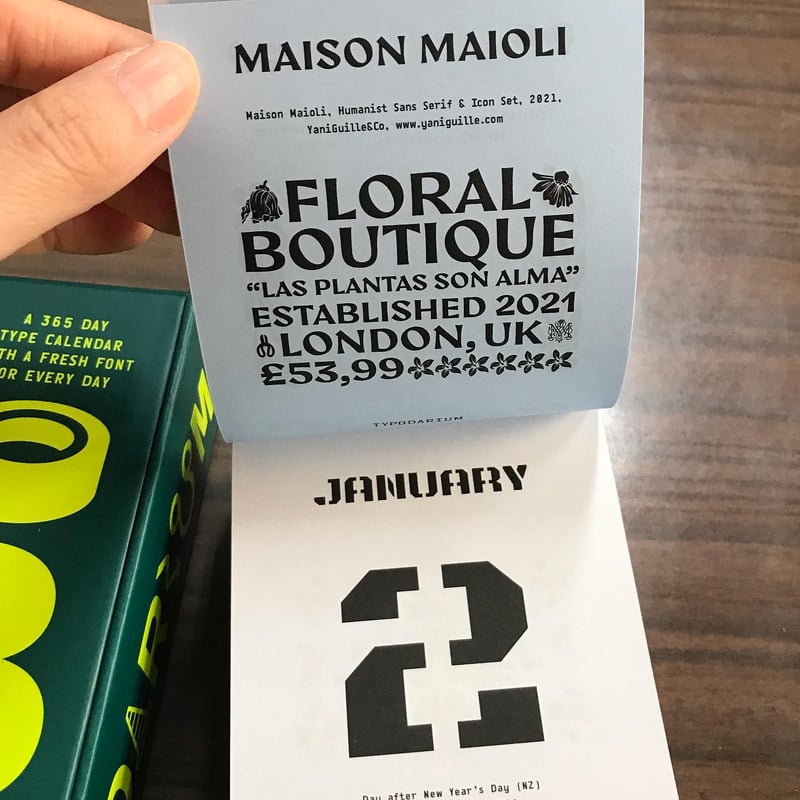 MAISON MAIOLI
Maison Maioli, Humanist Sans Serif & Icon Set, 2021,
YaniGuille&Co, www.yaniguille.com
FLORAL
BOUTIQUE
“LAS PLANTAS SON ALMA”
ESTABLISHED 2021
LONDON, UK
£53,99
TYPODARIUM
JANUARY
2
Day after New Year's Day (NZ)
A 365 DAY
TYPE CALENDAR
TH A FRESH FONT
OR EVERY DAY